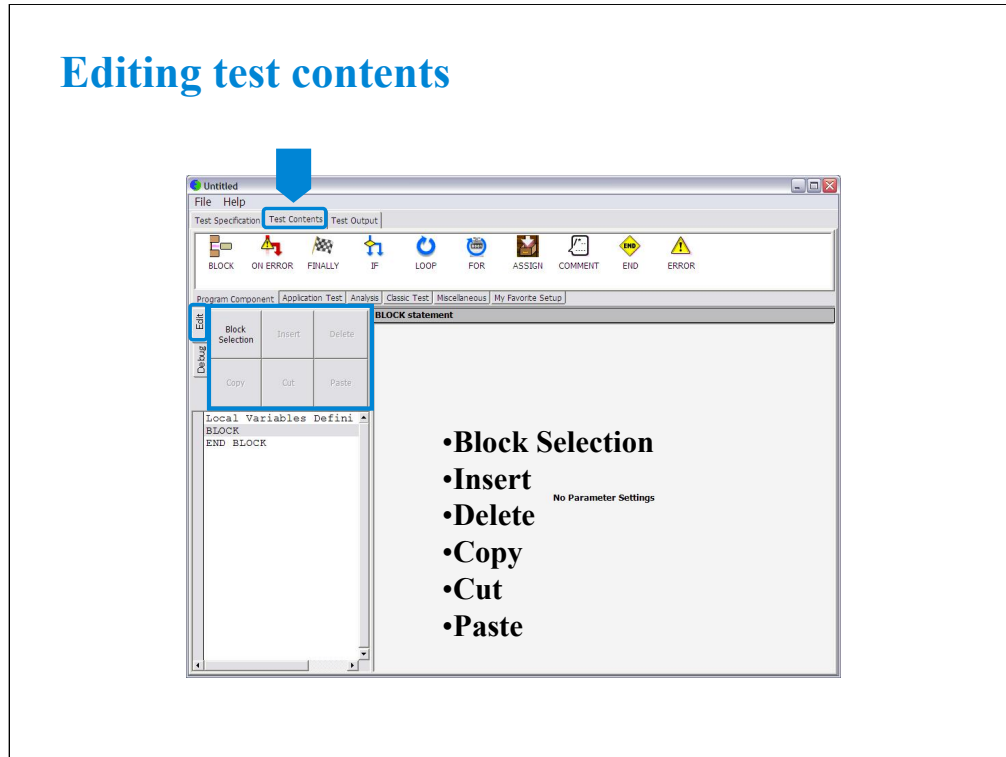 Editing test contents
Untitled
File Help
Test Specification Test Contents Test Output
BLOCK ON ERROR FINALLY IF LOOP FOR ASSIGN COMMENT END ERROR
Program Component Application Test Analysis Classic Test Miscellaneous My Favorite Setup
Edit
Debug
Block Selection Insert Delete
Copy Cut Paste
BLOCK statement
Local Variables Defini
BLOCK
END BLOCK
•Block Selection
•Insert
No Parameter Settings
•Delete
•Copy
•Cut
•Paste